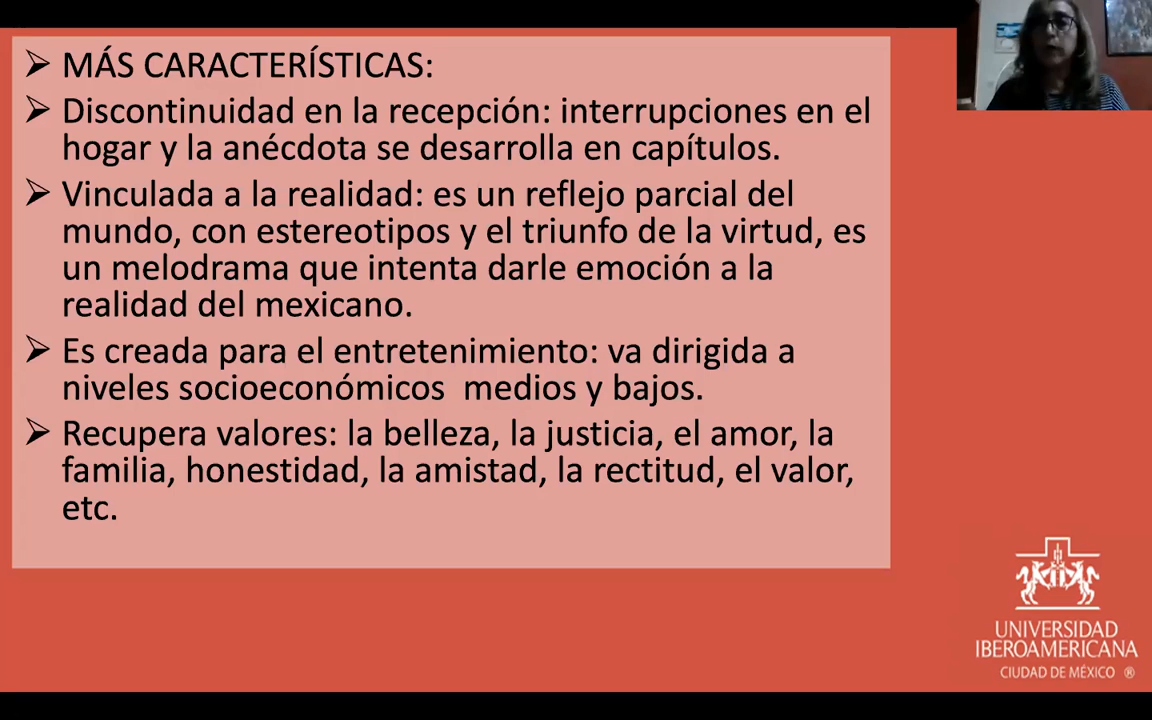 MÁS CARACTERÍSTICAS:
Discontinuidad en la recepción: interrupciones en el
hogar y la anécdota se desarrolla en capítulos.
Vinculada a la realidad: es un reflejo parcial del
mundo, con estereotipos y el triunfo de la virtud, es
un melodrama que intenta darle emoción a la
realidad del mexicano.
Es creada para el entretenimiento: va dirigida a
niveles socioeconómicos  medios y bajos.
Recupera valores: la belleza, la justicia, el amor, la
familia, honestidad, la amistad, la rectitud, el valor,
etc.
UNIVERSIDAD
IBEROAMERICANA
CIUDAD DE MÉXICO ®